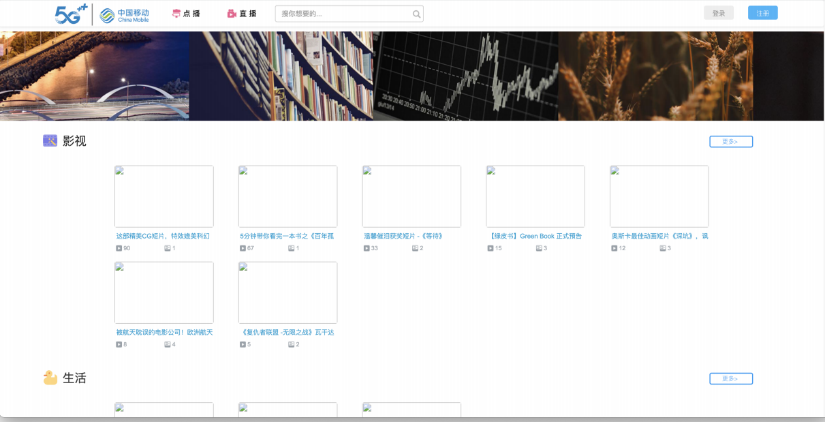 5G++ 中国移动 China Mobile 点播 直播 搜你想要的... 登录 注册
影视 更多>
这部精美CG短片，特效媲美科幻 5分钟带你看完一本书之《百年孤 温馨催泪获奖短片 -《等待》 【绿皮书】Green Book 正式预告 奥斯卡最佳动画短片《深坑》，讽
90 1 67 1 33 2 15 3 12 3
被航天耽误的电影公司！欧洲航天 《复仇者联盟 -无限之战》瓦干达
8 4 5 2
生活 更多>